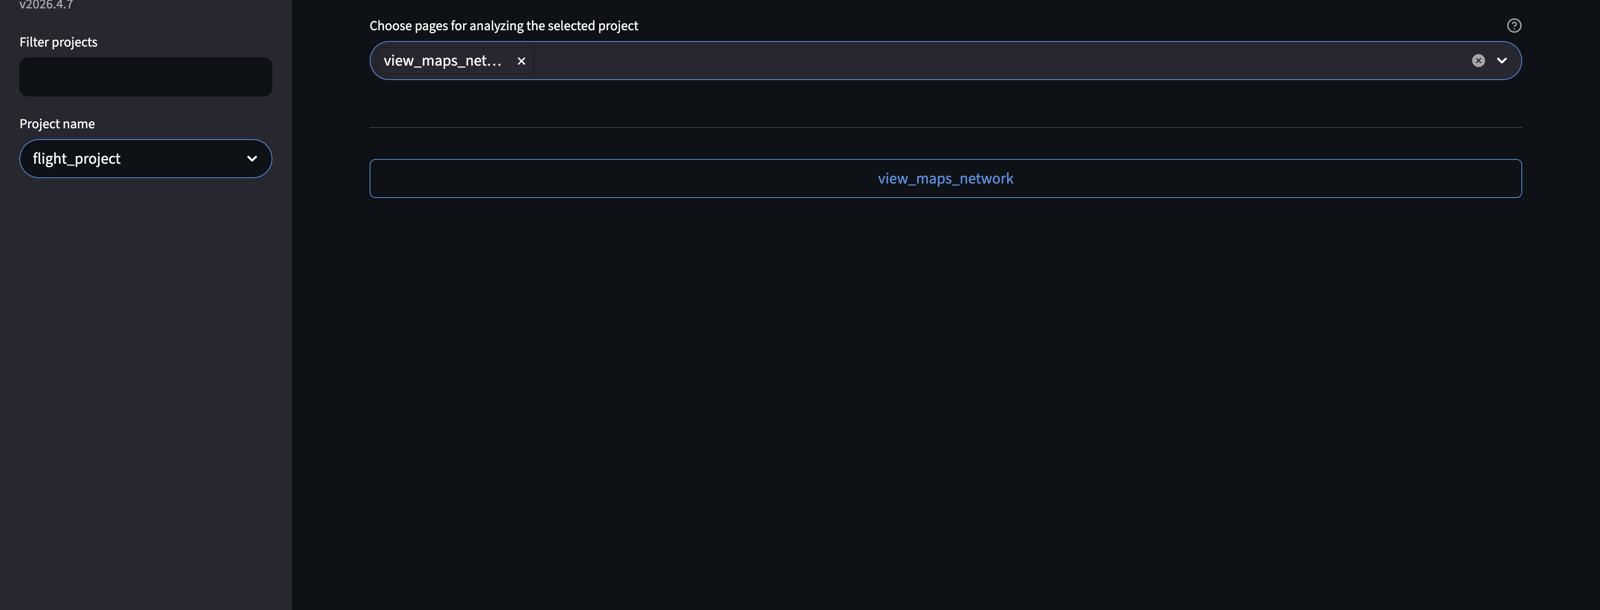 v2026.4.7
Filter projects
Project name
flight_project
Choose pages for analyzing the selected project
view_maps_net...
view_maps_network